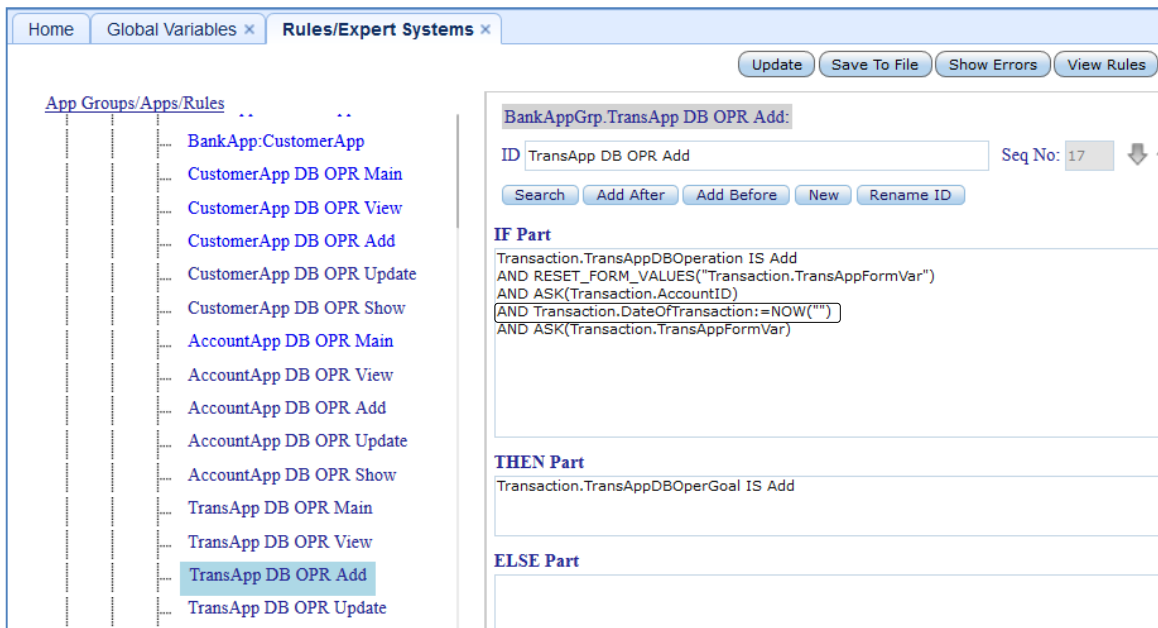 Home Global Variables × Rules/Expert Systems ×
Update Save To File Show Errors View Rules
App Groups/Apps/Rules
BankApp:CustomerApp
CustomerApp DB OPR Main
CustomerApp DB OPR View
CustomerApp DB OPR Add
CustomerApp DB OPR Update
CustomerApp DB OPR Show
AccountApp DB OPR Main
AccountApp DB OPR View
AccountApp DB OPR Add
AccountApp DB OPR Update
AccountApp DB OPR Show
TransApp DB OPR Main
TransApp DB OPR View
TransApp DB OPR Add
TransApp DB OPR Update
BankAppGrp.TransApp DB OPR Add:
ID TransApp DB OPR Add Seq No: 17
Search Add After Add Before New Rename ID
IF Part
Transaction.TransAppDBOperation IS Add
AND RESET_FORM_VALUES("Transaction.TransAppFormVar")
AND ASK(Transaction.AccountID)
AND Transaction.DateOfTransaction:=NOW("")
AND ASK(Transaction.TransAppFormVar)
THEN Part
Transaction.TransAppDBOperGoal IS Add
ELSE Part